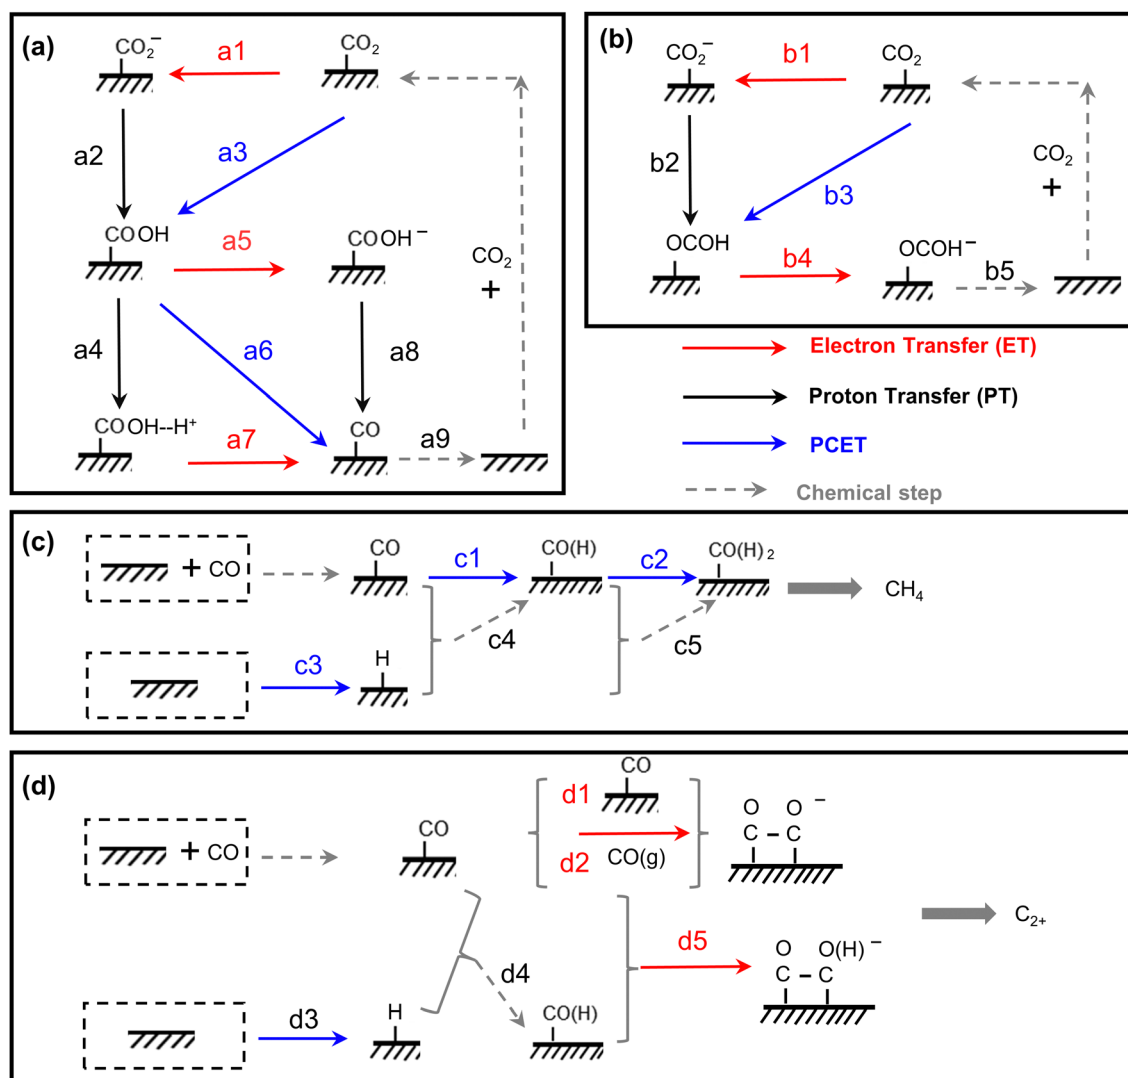 (a)
CO₂⁻
a1
CO₂
a2
a3
COOH
a5
COOH⁻
CO₂
+
a4
a6
a8
COOH--H⁺
a7
CO
a9
(b)
CO₂⁻
b1
CO₂
b2
b3
CO₂
+
OCOH
b4
OCOH⁻
b5
Electron Transfer (ET)
Proton Transfer (PT)
PCET
Chemical step
(c)
+ CO
CO
c1
CO(H)
c2
CO(H)₂
CH₄
c4
c5
c3
H
(d)
+ CO
CO
d1
CO
d2
CO(g)
O O⁻
C – C
C₂₊
d5
O O(H)⁻
C – C
d4
d3
H
CO(H)